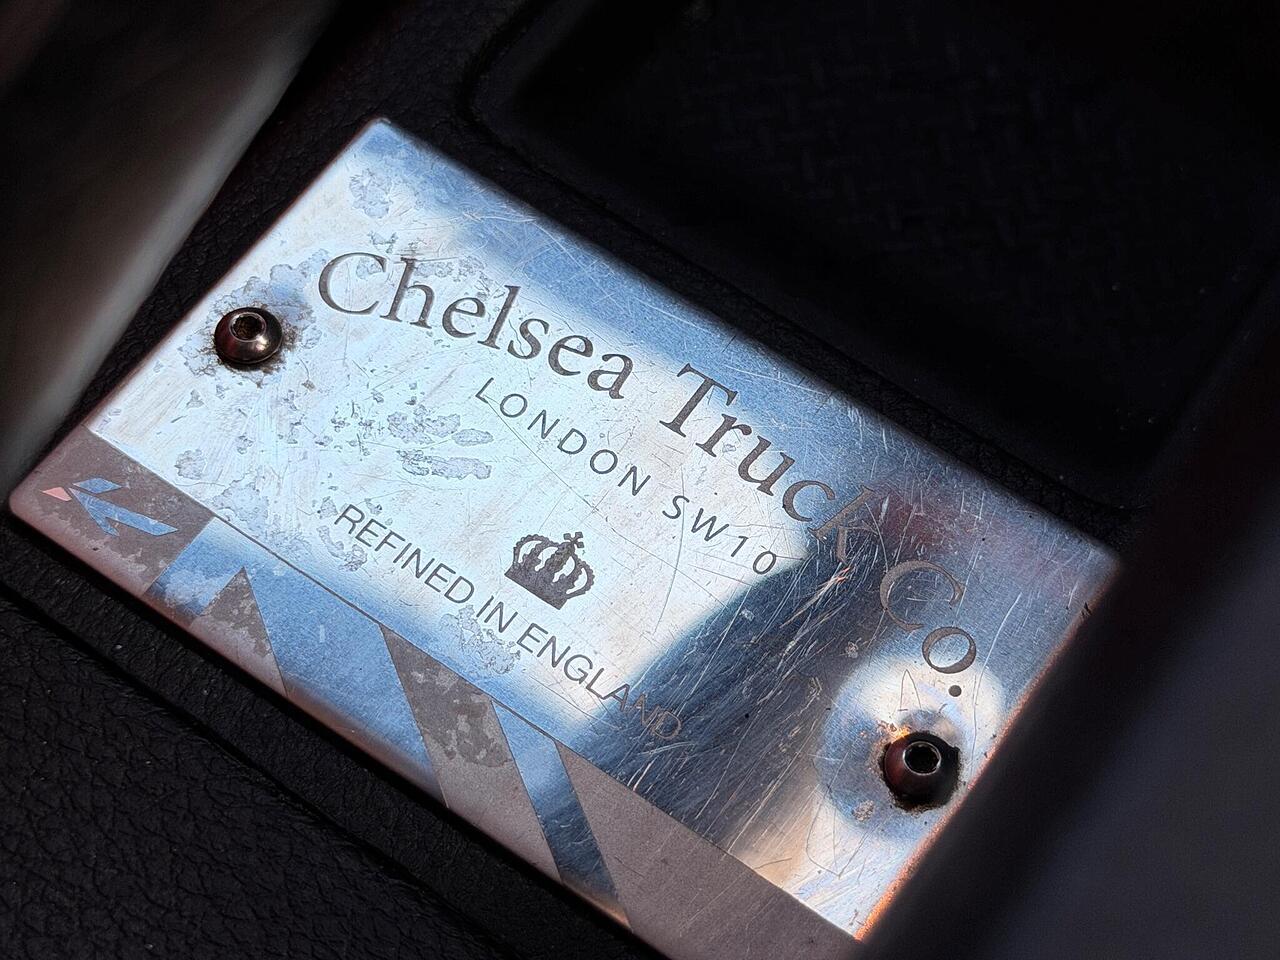 Chelsea Truck Co.
LONDON SW10
REFINED IN ENGLAND